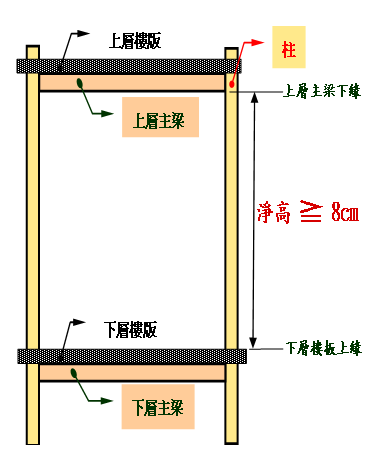 上層樓版
柱
上層主梁下緣
上層主梁
淨高 ≧ 8cm
下層樓版
下層樓板上緣
下層主梁